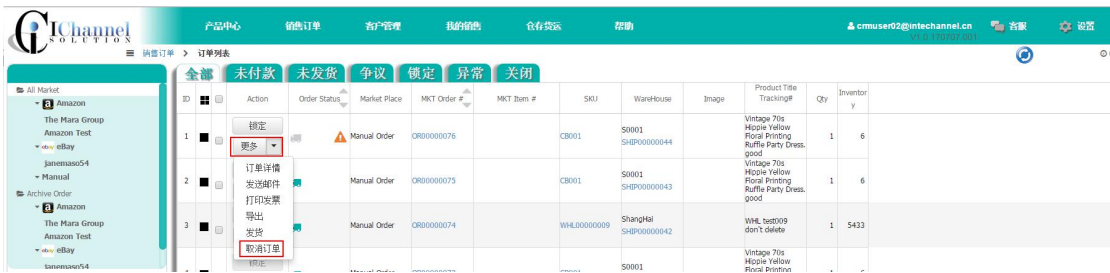 IChannel
SOLUTION
产品中心 销售订单 客户管理 我的销售 仓存货运 帮助
crmuser02@intechannel.cn
V1.0.170707.001
客服
设置
销售订单 > 订单列表
全部 未付款 未发货 争议 锁定 异常 关闭
All Market
Amazon
The Mara Group
Amazon Test
eBay
janemaso54
Manual
Archive Order
Amazon
The Mara Group
Amazon Test
eBay
janemaso54
ID Action Order Status Market Place MKT Order # MKT Item # SKU WareHouse Image Product Title Tracking# Qty Inventory
锁定
更多
1 Manual Order OR00000076 CB001 S0001
SHIP00000044
Vintage 70s
Hippie Yellow
Floral Printing
Ruffle Party Dress.
good
1 6
订单详情
发送邮件
打印发票
导出
发货
取消订单
2 Manual Order OR00000075 CB001 S0001
SHIP00000043
Vintage 70s
Hippie Yellow
Floral Printing
Ruffle Party Dress.
good
1 6
3 Manual Order OR00000074 WHL00000009 ShangHai
SHIP00000042
WHL test009
don't delete
1 5433
锁定
S0001
Vintage 70s
Hippie Yellow
Floral Printing